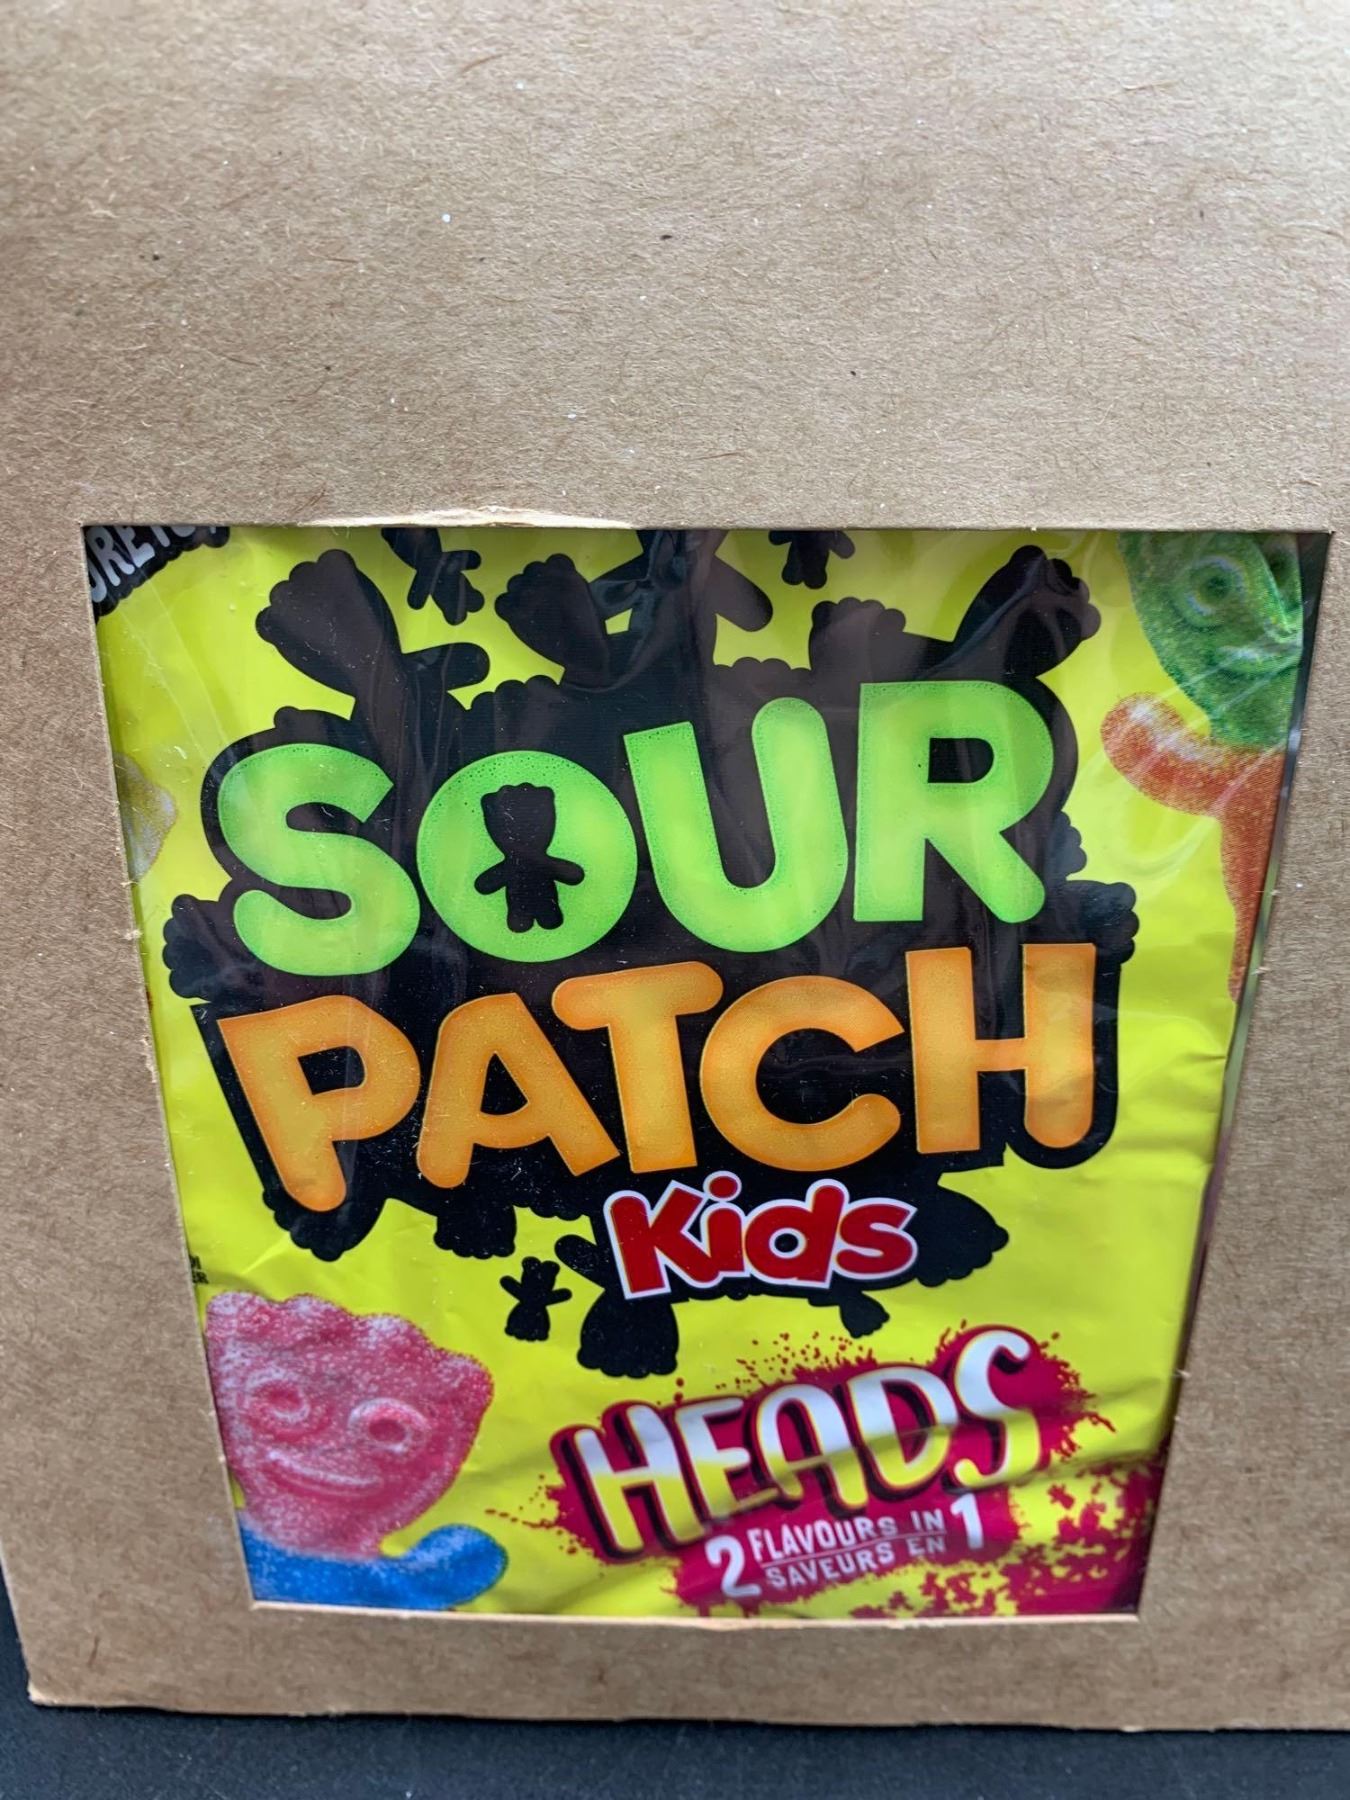 SOUR
PATCH
Kids
HEADS
2 FLAVOURS IN 1
SAVEURS EN